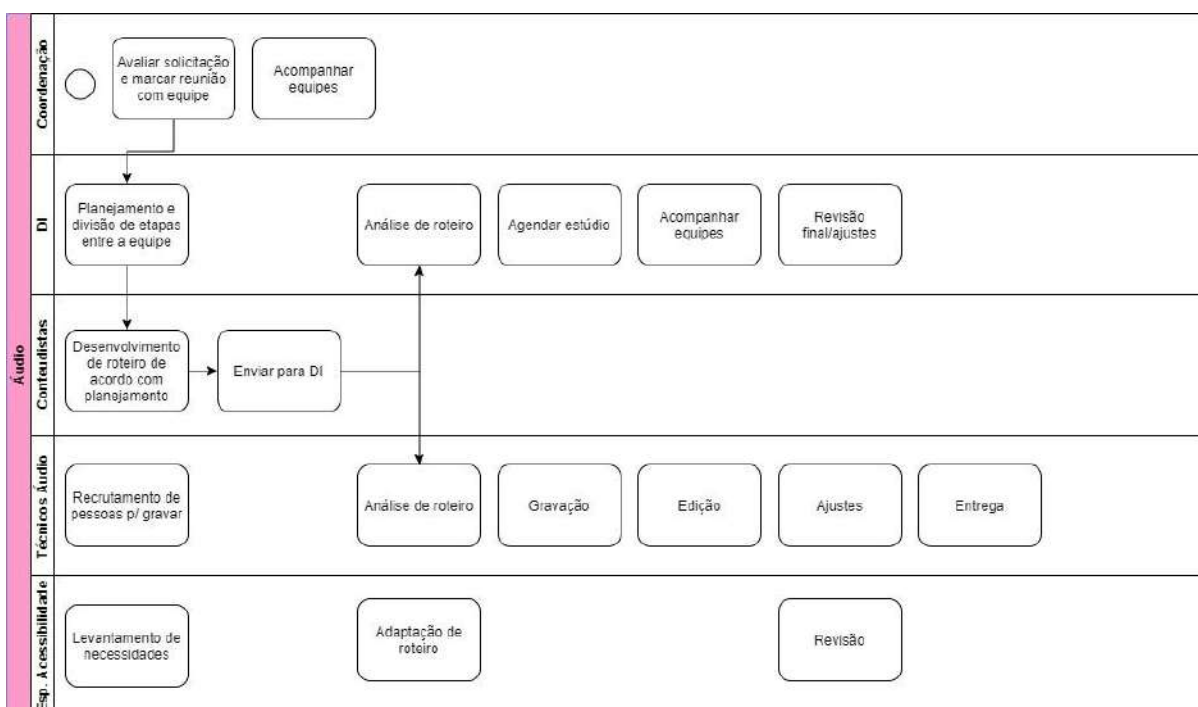 Áudio
Coordenação
Avaliar solicitação
e marcar reunião
com equipe
Acompanhar
equipes
DI
Planejamento e
divisão de etapas
entre a equipe
Análise de roteiro
Agendar estúdio
Acompanhar
equipes
Revisão
final/ajustes
Conteudistas
Desenvolvimento
de roteiro de
acordo com
planejamento
Enviar para DI
Técnicos Áudio
Recrutamento de
pessoas p/ gravar
Análise de roteiro
Gravação
Edição
Ajustes
Entrega
Esp. Acessibilidade
Levantamento de
necessidades
Adaptação de
roteiro
Revisão